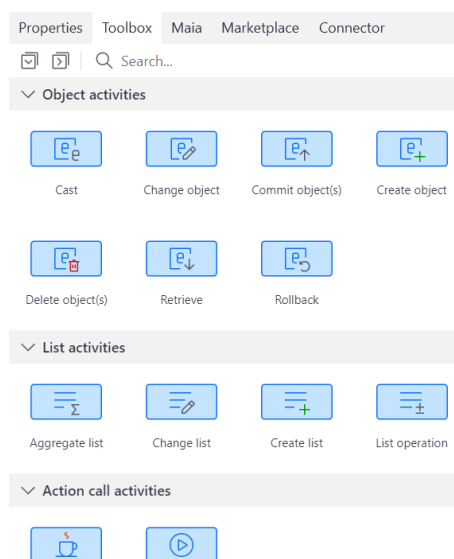 Properties Toolbox Maia Marketplace Connector
Search...
Object activities
Cast Change object Commit object(s) Create object
Delete object(s) Retrieve Rollback
List activities
Aggregate list Change list Create list List operation
Action call activities